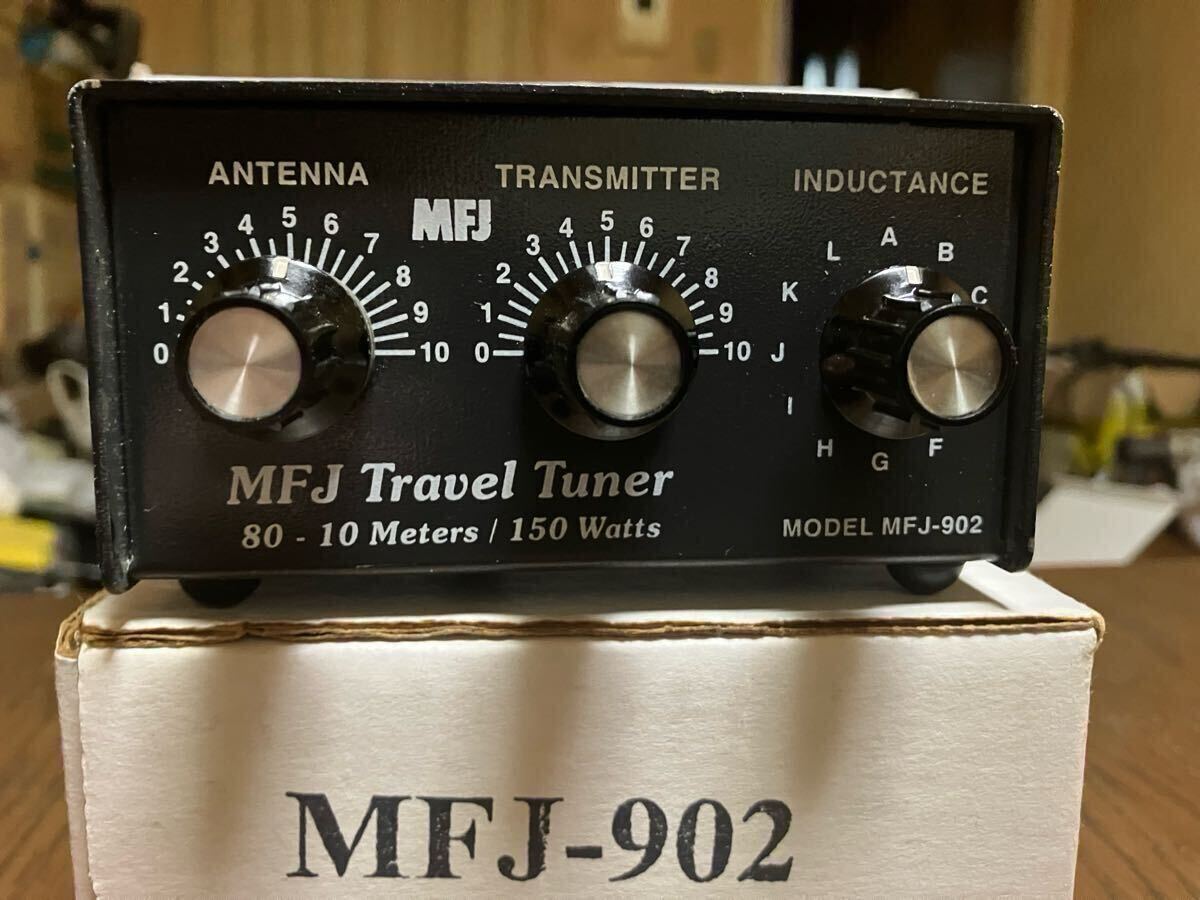 ANTENNA
TRANSMITTER
INDUCTANCE
MFJ
0 1 2 3 4 5 6 7 8 9 10
0 1 2 3 4 5 6 7 8 9 10
A B C F G H I J K L
MFJ Travel Tuner
80 - 10 Meters / 150 Watts
MODEL MFJ-902
MFJ-902